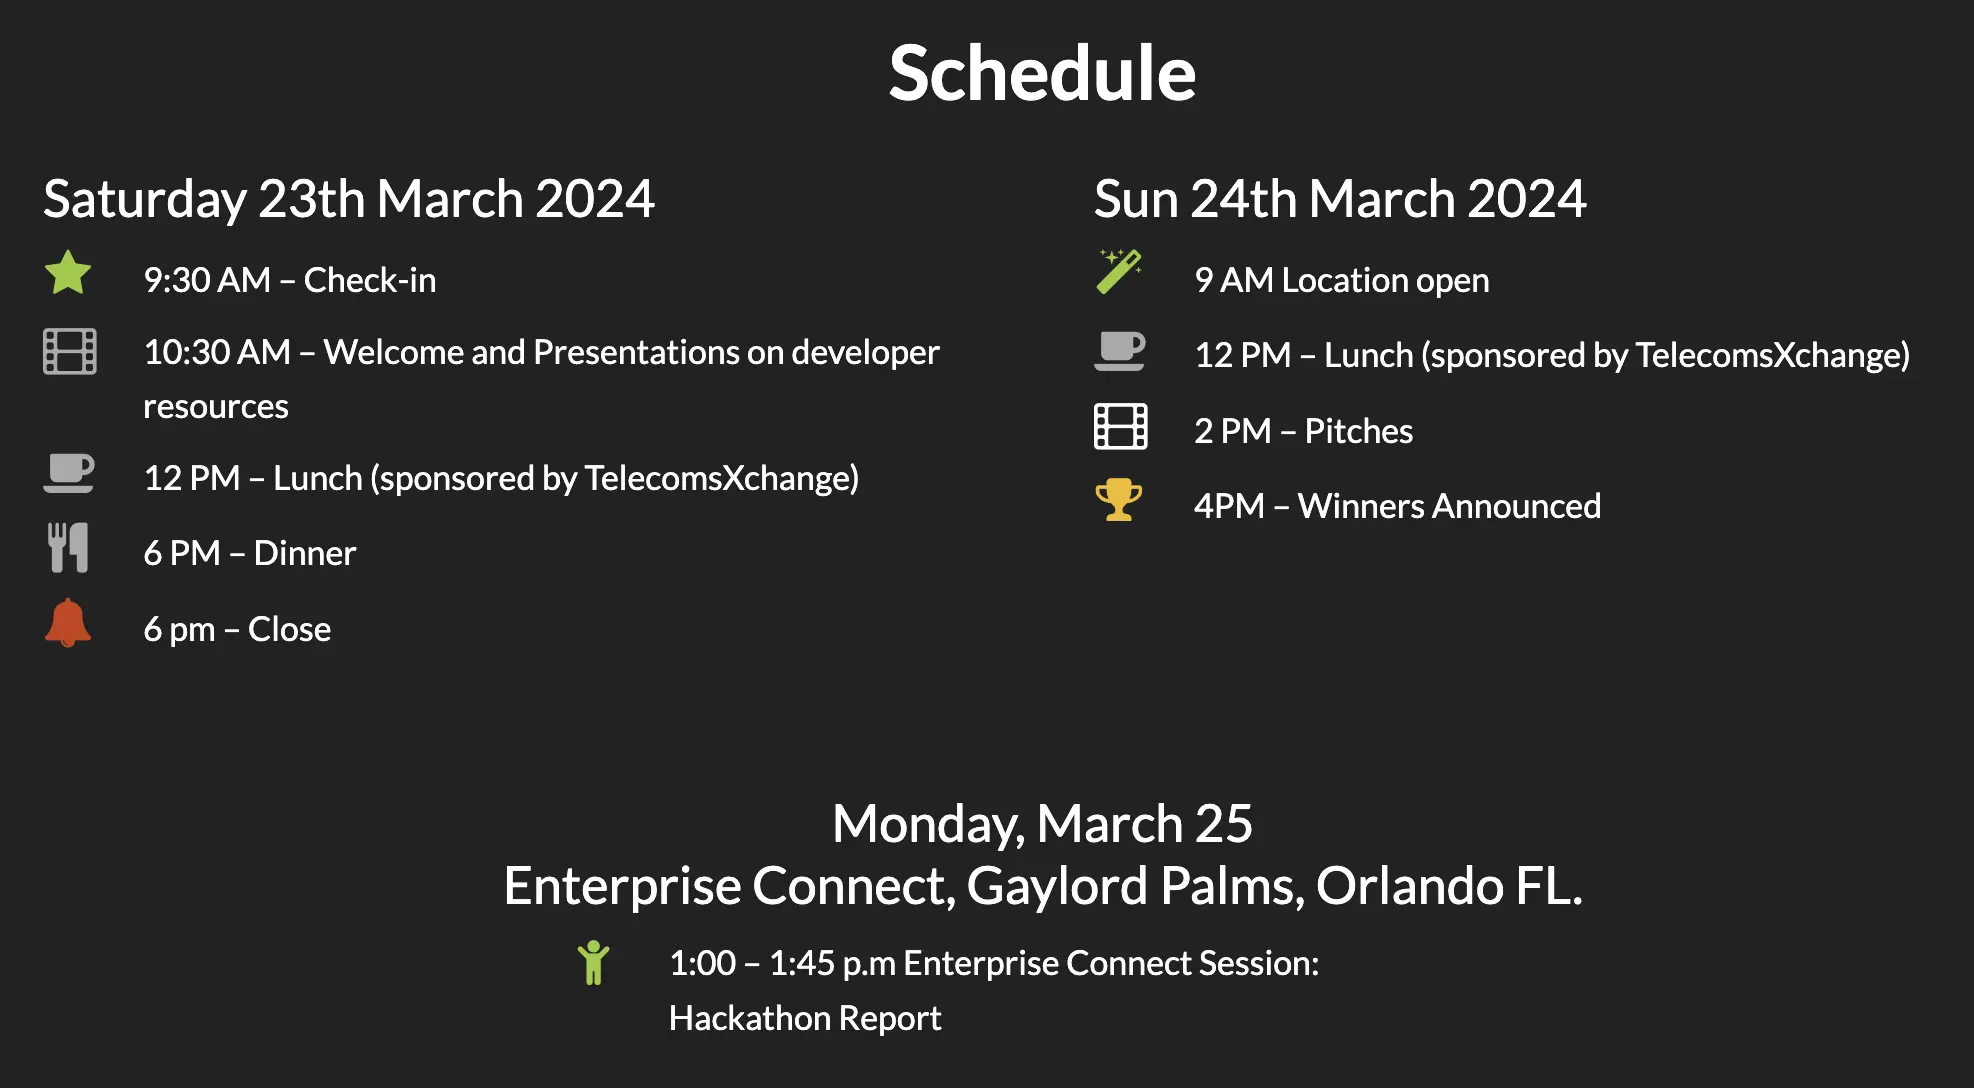 Schedule
Saturday 23th March 2024
9:30 AM – Check-in
10:30 AM – Welcome and Presentations on developer
resources
12 PM – Lunch (sponsored by TelecomsXchange)
6 PM – Dinner
6 pm – Close
Sun 24th March 2024
9 AM Location open
12 PM – Lunch (sponsored by TelecomsXchange)
2 PM – Pitches
4PM – Winners Announced
Monday, March 25
Enterprise Connect, Gaylord Palms, Orlando FL.
1:00 – 1:45 p.m Enterprise Connect Session:
Hackathon Report